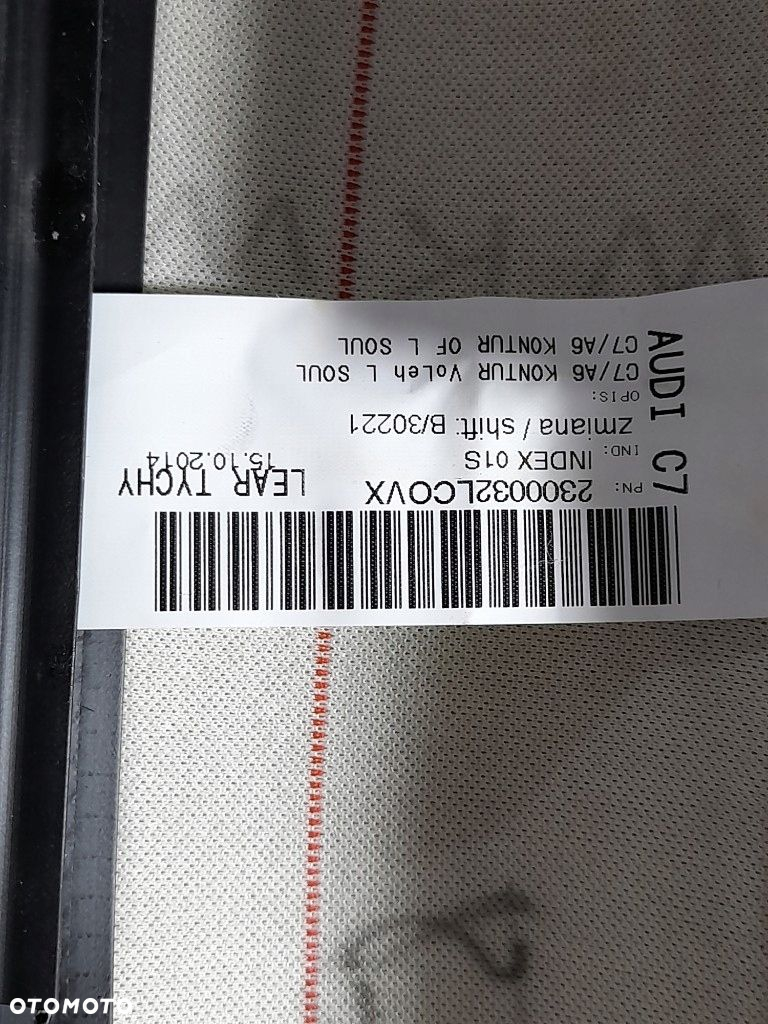 PN: 2300032LCOVX
LEAR TYCHY
15.10.2014
IND: INDEX 01S
zmiana / shift: B/30221
OPIS:
C7/A6 KONTUR VoLeh L SOUL
C7/A6 KONTUR OF L SOUL
AUDI C7
OTOMOTO